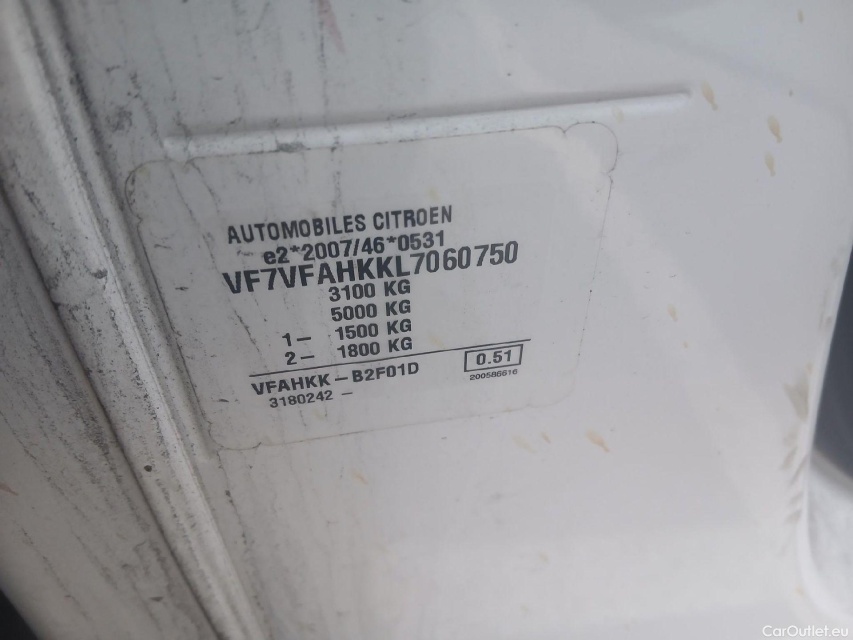 AUTOMOBILES CITROEN
e2*2007/46*0531
VF7VFAHKKL7060750
3100 KG
5000 KG
1– 1500 KG
2– 1800 KG
VFAHKK – B2F01D 0.51
3180242 – 200586616
CarOutlet.eu